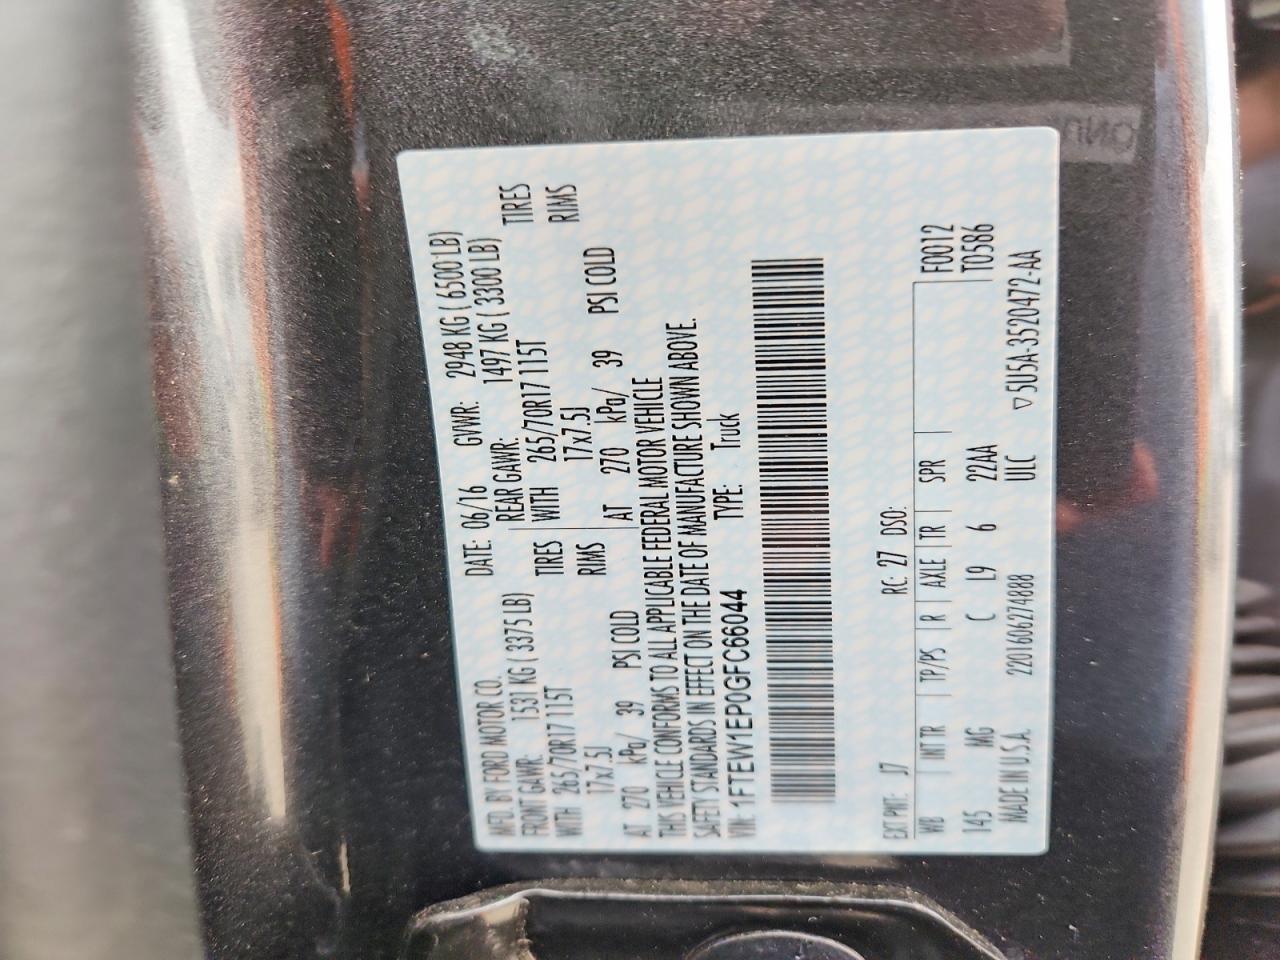 MFD. BY FORD MOTOR CO. DATE: 06/16 GVWR: 2948 KG ( 6500 LB)
FRONT GAWR: 1531 KG ( 3375 LB) REAR GAWR: 1497 KG ( 3300 LB)
WITH 265/70R17 115T TIRES WITH 265/70R17 115T TIRES
17x7.5J RIMS 17x7.5J RIMS
AT 270 kPa/ 39 PSI COLD AT 270 kPa/ 39 PSI COLD
THIS VEHICLE CONFORMS TO ALL APPLICABLE FEDERAL MOTOR VEHICLE
SAFETY STANDARDS IN EFFECT ON THE DATE OF MANUFACTURE SHOWN ABOVE.
VIN: 1FTEW1EP0GFC66044 TYPE: Truck
EXT PNT: J7 RC: 27 DSO:
WB INT TR TP/PS R AXLE TR SPR F0012
145 MG C L9 6 22AA T0586
MADE IN U.S.A. 2201606274888 ULC
▽5U5A-3520472-AA